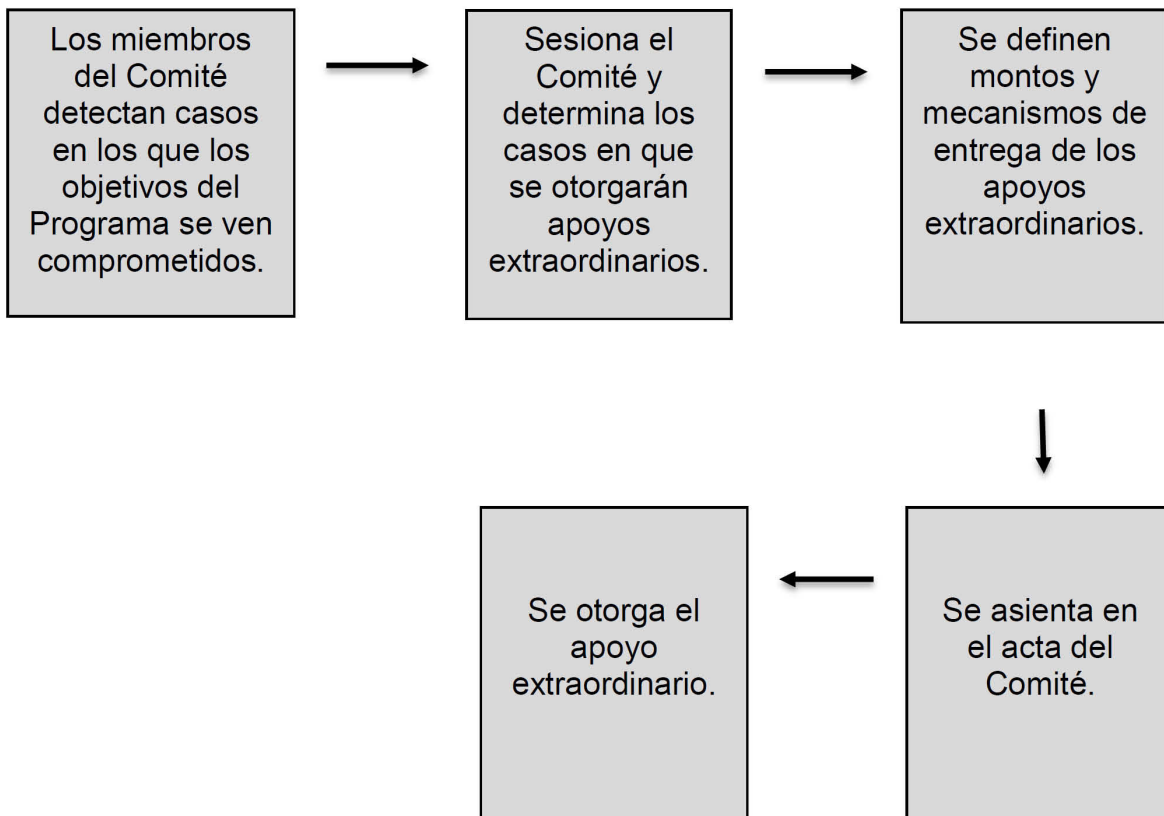 Los miembros
del Comité
detectan casos
en los que los
objetivos del
Programa se ven
comprometidos.
Sesiona el
Comité y
determina los
casos en que
se otorgarán
apoyos
extraordinarios.
Se definen
montos y
mecanismos de
entrega de los
apoyos
extraordinarios.
Se asienta en
el acta del
Comité.
Se otorga el
apoyo
extraordinario.